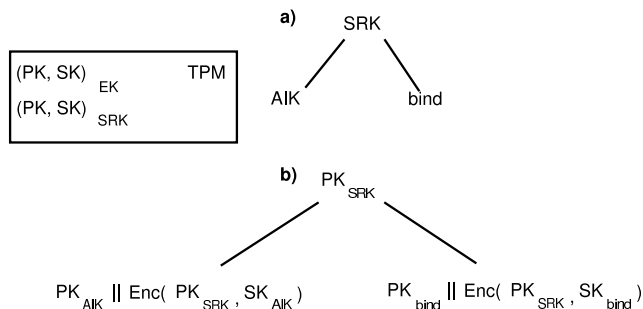 a)
SRK
(PK, SK) EK TPM
(PK, SK) SRK
AIK bind
b)
PK SRK
PK AIK || Enc( PK SRK , SK AIK ) PK bind || Enc( PK SRK , SK bind )